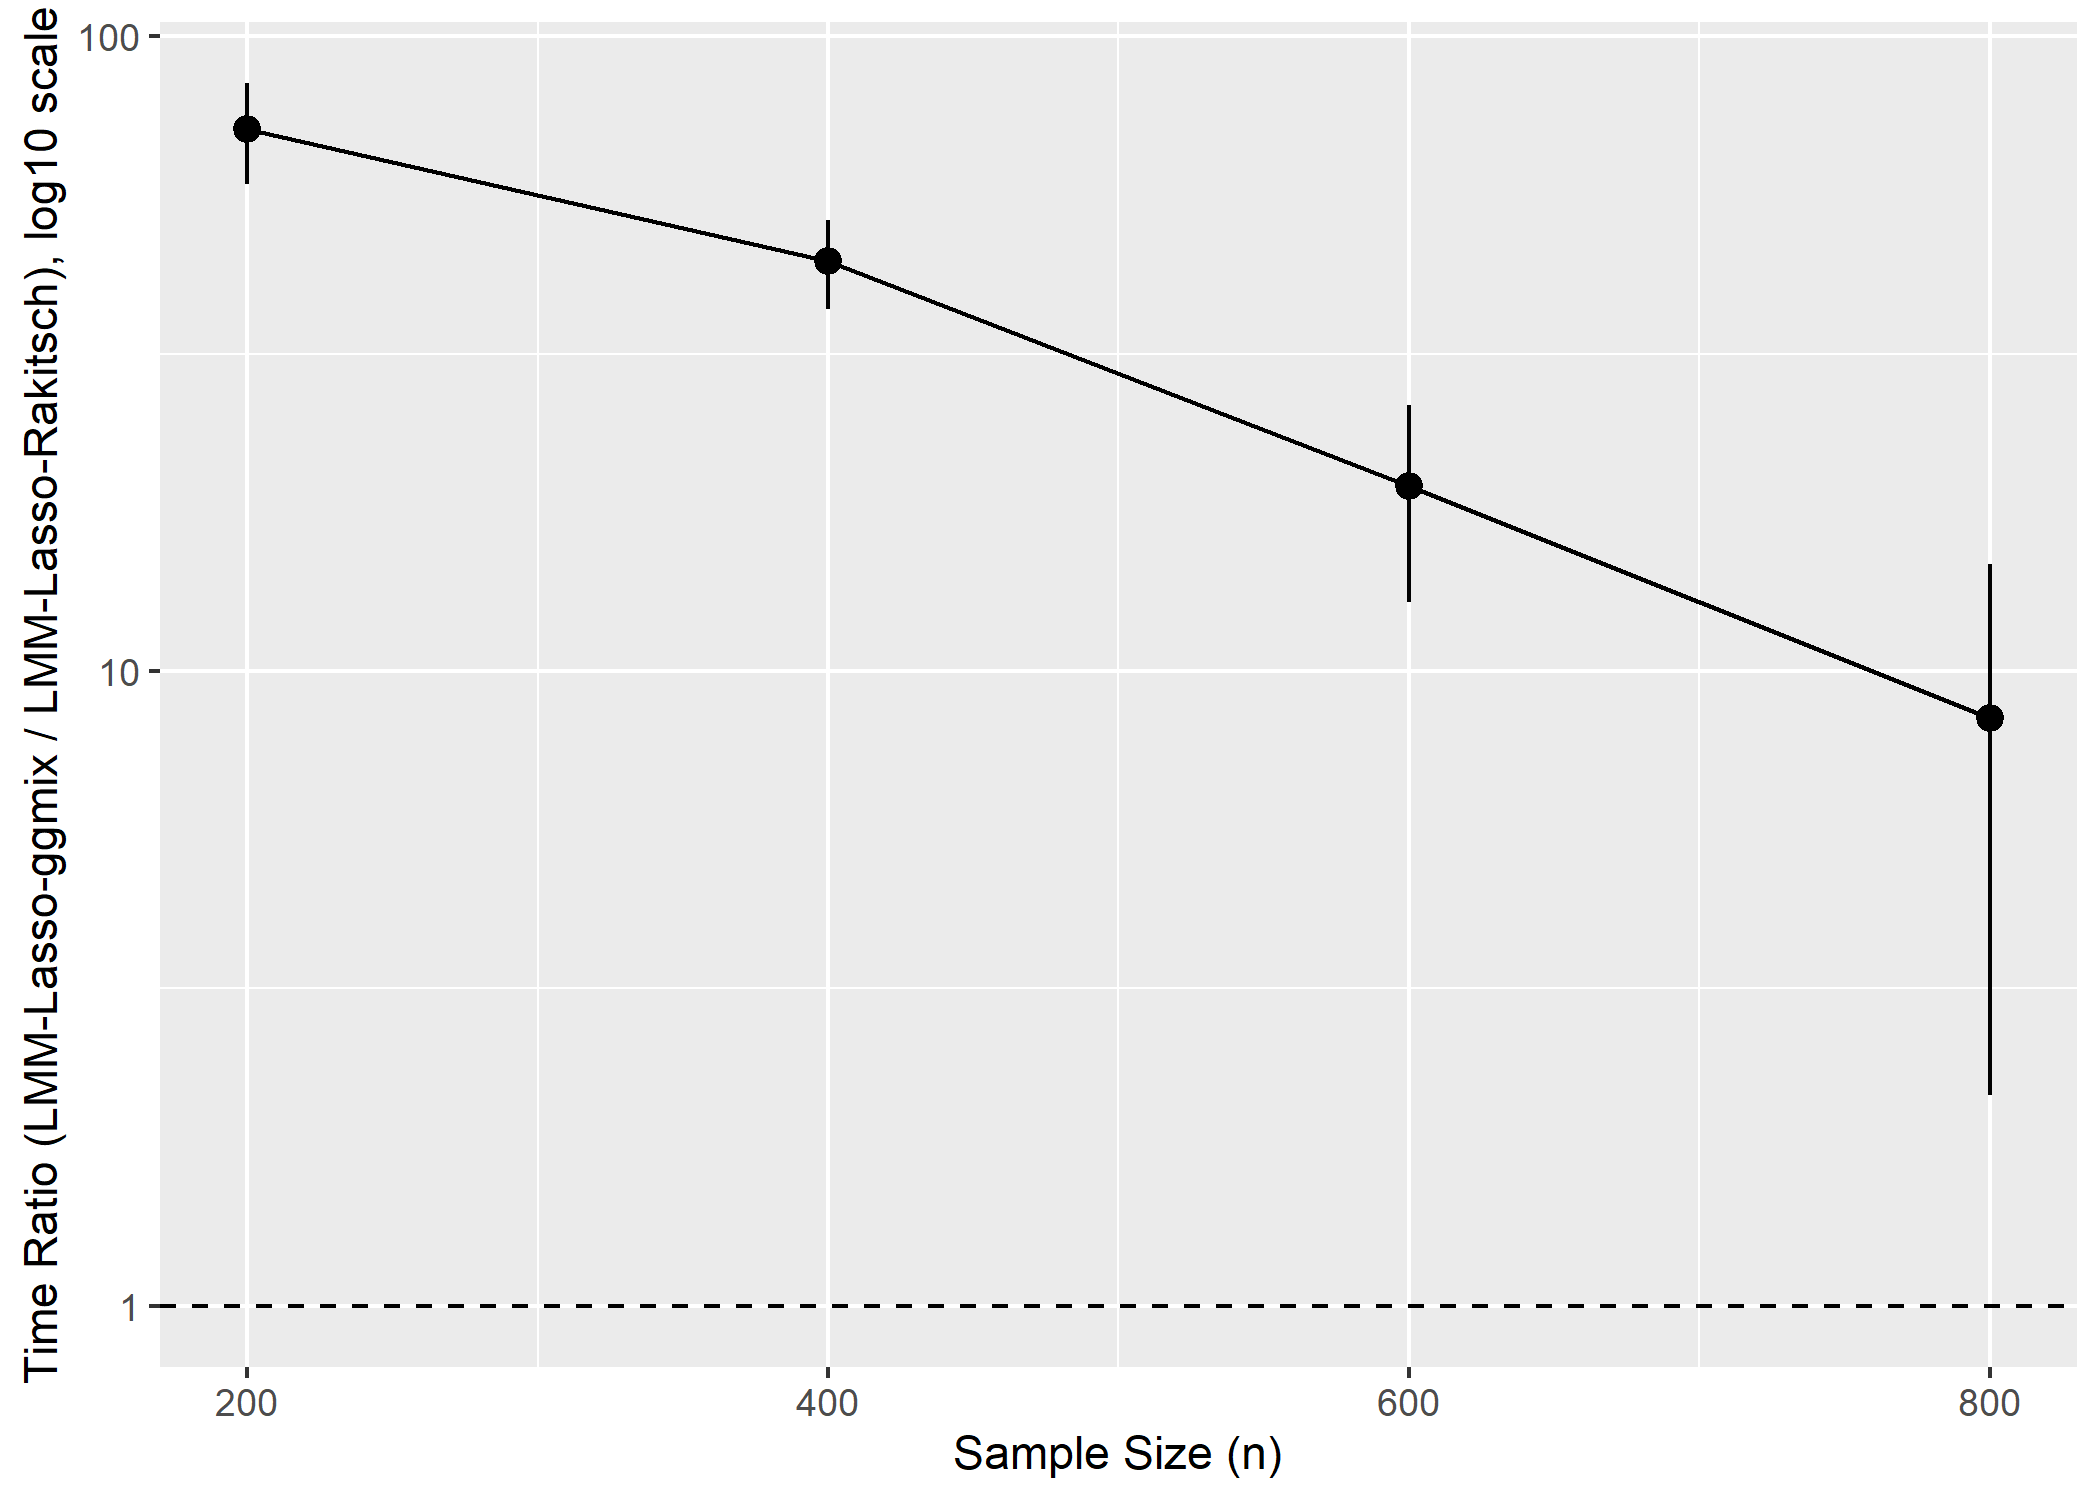 Time Ratio (LMM-Lasso-ggmix / LMM-Lasso-Rakitsch), log10 scale
100
10
1
200 400 600 800
Sample Size (n)